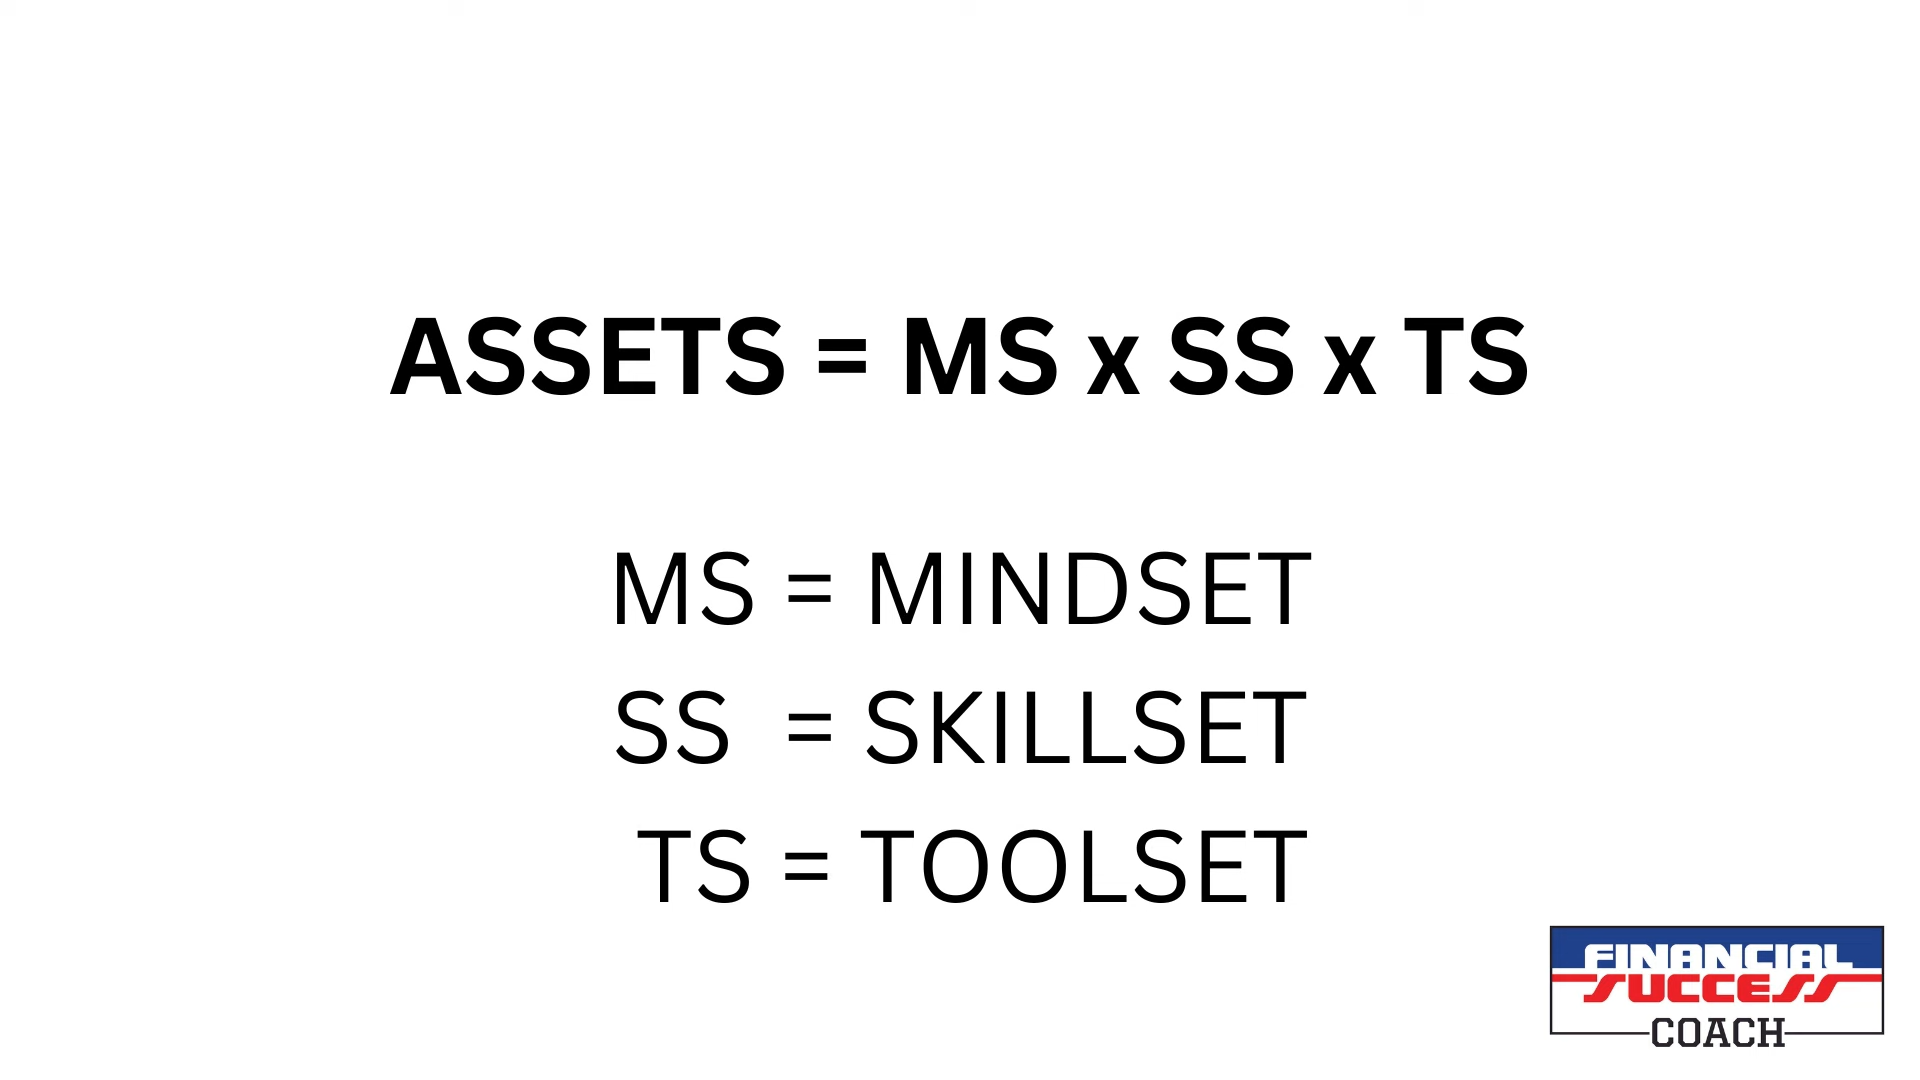 ASSETS = MS x SS x TS
MS = MINDSET
SS = SKILLSET
TS = TOOLSET
FINANCIAL
SUCCESS
COACH